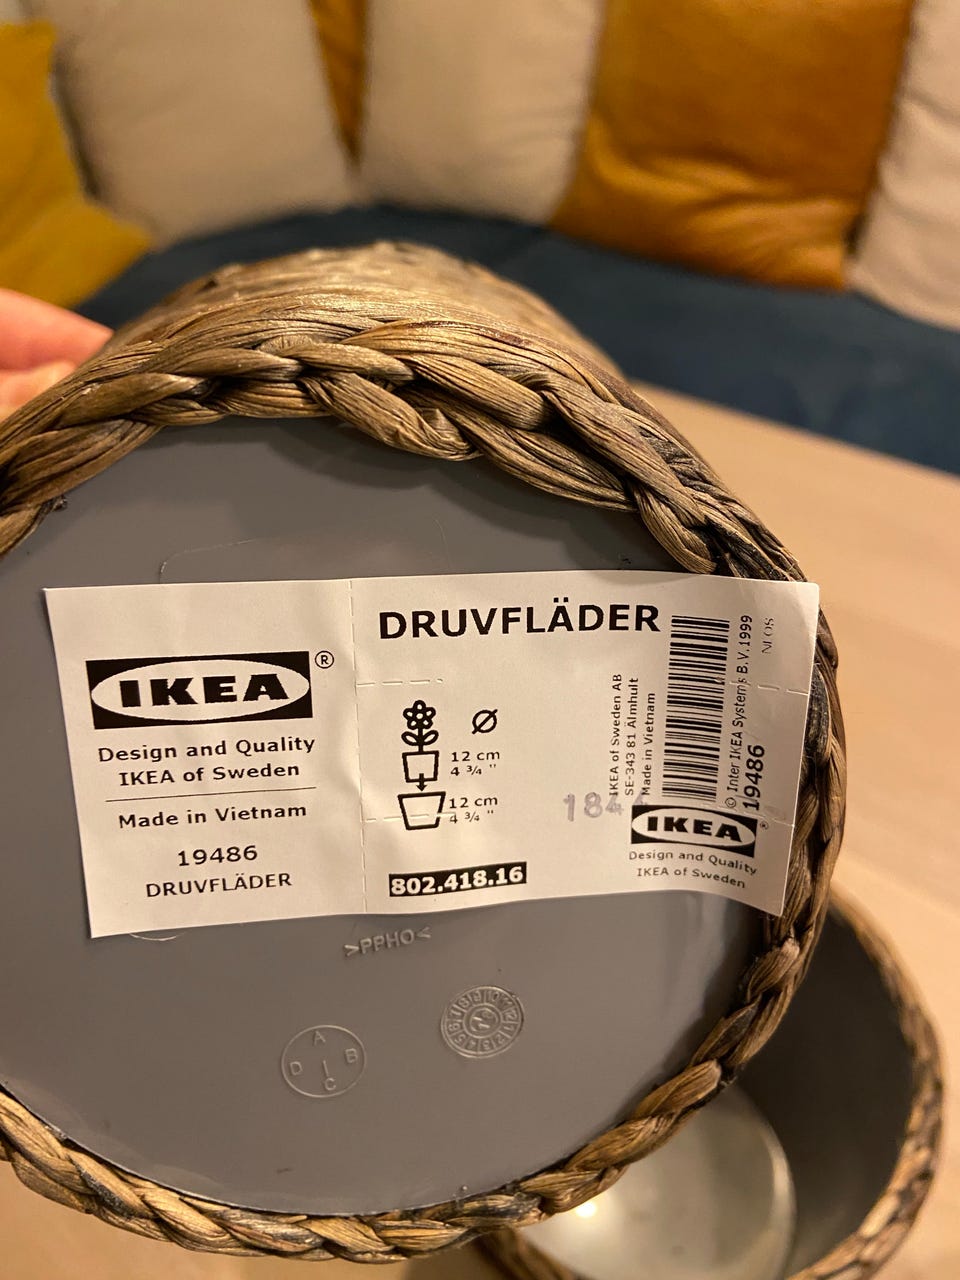 IKEA®
Design and Quality
IKEA of Sweden
Made in Vietnam
19486
DRUVFLÄDER
DRUVFLÄDER
Ø
12 cm
4 ¾ "
12 cm
4 ¾ "
802.418.16
IKEA of Sweden AB
SE-343 81 Älmhult
Made in Vietnam
© Inter IKEA Systems B.V. 1999
19486
IKEA®
Design and Quality
IKEA of Sweden
>PPHO<
A
D B
C